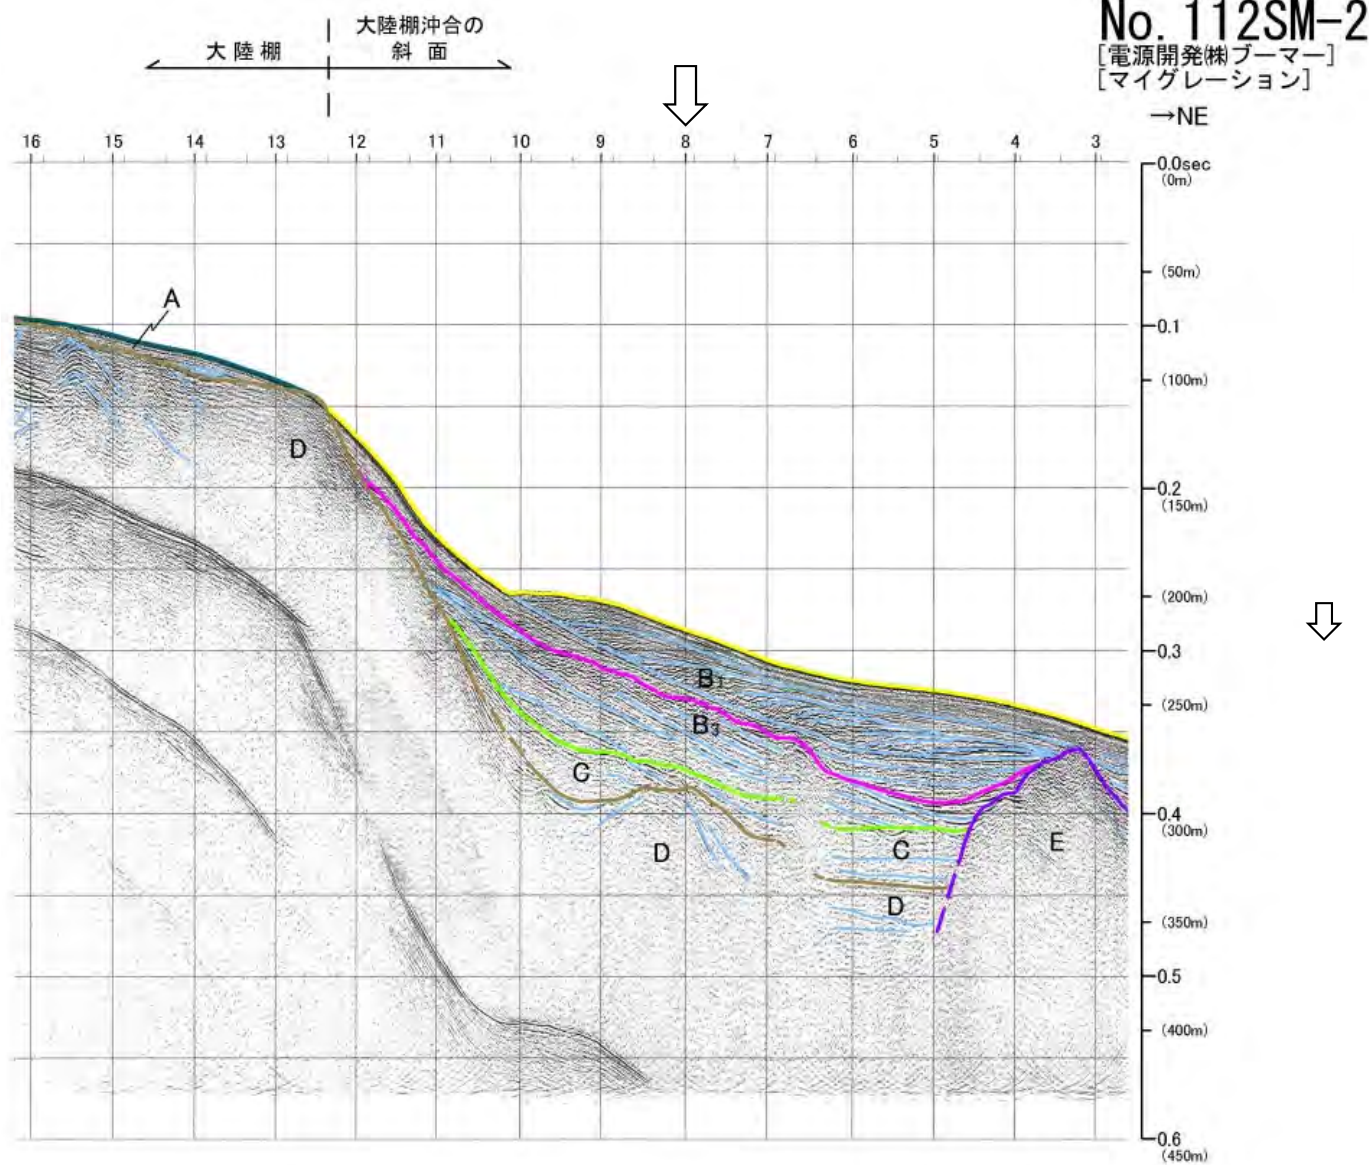 No. 112SM-2
[電源開発㈱ブーマー]
[マイグレーション]
→NE
大陸棚
大陸棚沖合の
斜面
16 15 14 13 12 11 10 9 8 7 6 5 4 3
0.0sec
(0m)
(50m)
0.1
(100m)
0.2
(150m)
(200m)
0.3
(250m)
0.4
(300m)
(350m)
0.5
(400m)
0.6
(450m)
A
D
B1
B3
C
D
C
D
E